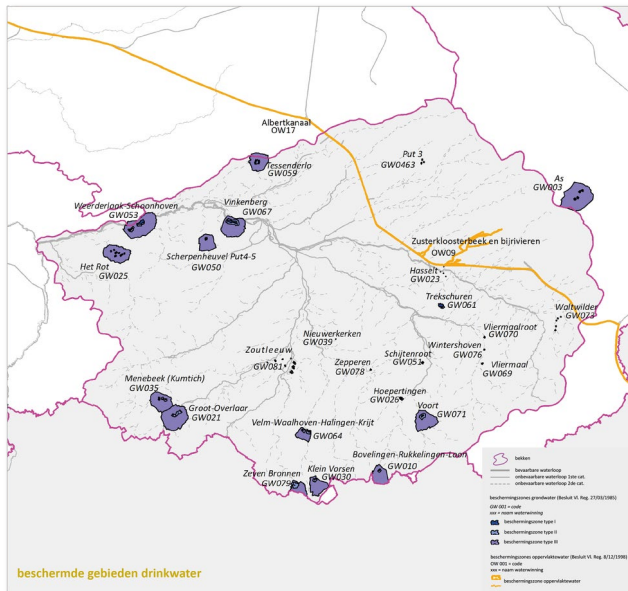 Albertkanaal
OW17
Put 3
GW0463
Tessenderlo
GW059
As
GW003
Weerderlaak-Schoonhoven
GW053
Vinkenberg
GW067
Zusterkloosterbeek en bijrivieren
OW09
Scherpenheuvel Put4-5
GW050
Het Rot
GW025
Hasselt
GW023
Trekschuren
GW061
Waltwilder
GW073
Vliermaalroot
GW070
Nieuwerkerken
GW039
Wintershoven
GW076
Zoutleeuw
GW081
Zepperen
GW078
Schijtenroot
GW053
Vliermaal
GW069
Menebeek (Kumtich)
GW035
Hoepertingen
GW026
Groot-Overlaar
GW021
Voort
GW071
Velm-Waalhoven-Halingen-Krijt
GW064
Bovelingen-Rukkelingen-Loon
GW010
Zeven Bronnen
GW079
Klein Vorsen
GW030
bekken
bevaarbare waterloop
onbevaarbare waterloop 1ste cat.
onbevaarbare waterloop 2de cat.
beschermingszones grondwater (Besluit Vl. Reg. 27/03/1985)
GW 001 = code
xxx = naam waterwinning
beschermingszone type I
beschermingszone type II
beschermingszone type III
beschermingszones oppervlaktewater (Besluit Vl. Reg. 8/12/1998)
OW 001 = code
xxx = naam waterwinning
beschermingszone oppervlaktewater
beschermde gebieden drinkwater